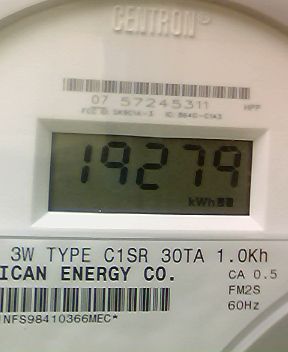 CENTRON®
07 57245311
HPP
19279
kWh
3W TYPE C1SR 30TA 1.0Kh
ICAN ENERGY CO.
CA 0.5
FM2S
60Hz
NFS98410366MEC*